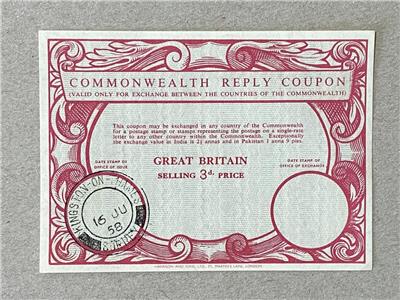 COMMONWEALTH REPLY COUPON
(VALID ONLY FOR EXCHANGE BETWEEN THE COUNTRIES OF THE COMMONWEALTH)
This coupon may be exchanged in any country of the Commonwealth
for a postage stamp or stamps representing the postage on a single-rate
letter to any other country within the Commonwealth. Exceptionally
the exchange value in India is 2½ annas and in Pakistan 1 anna 9 pies.
DATE STAMP OF
OFFICE OF ISSUE
GREAT BRITAIN
SELLING 3d. PRICE
DATE STAMP OF
OFFICE OF EXCHANGE
KINGSTON-ON-THAMES
16 JU
58
SURREY
HARRISON AND SONS, LTD., ST. MARTIN'S LANE, LONDON